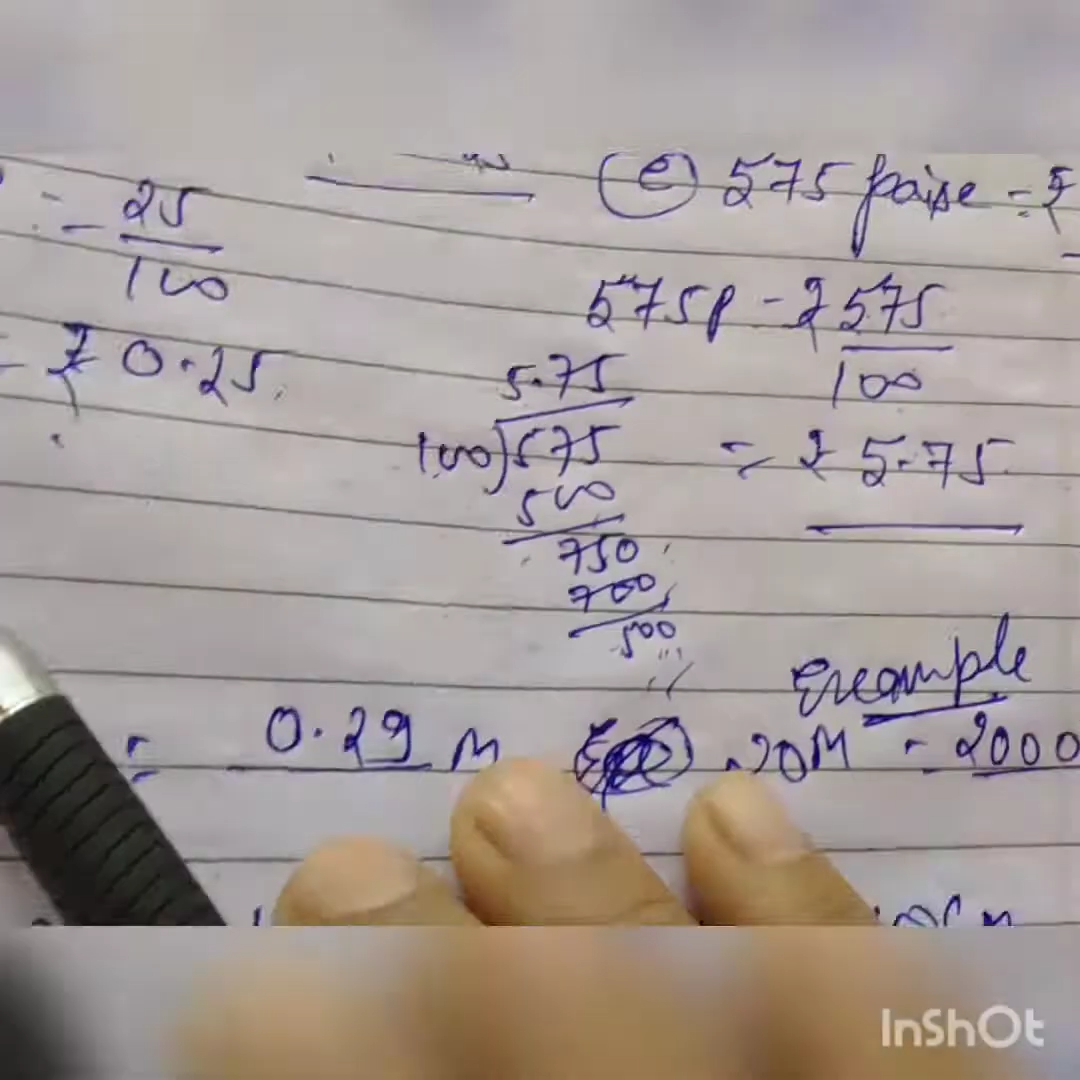 = 25
100
= ₹ 0.25
(e) 575 paise = ₹
575p - ₹ 575
100
= ₹ 5.75
5.75
100)575
500
750
700
500
Example
= 0.29 M 20M = 2000
InShOt